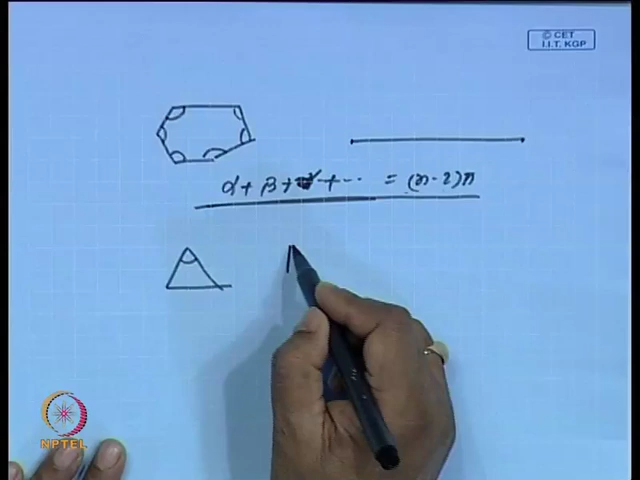 © CET
I.I.T. KGP
α + β + γ + ... = (n - 2)π
NPTEL